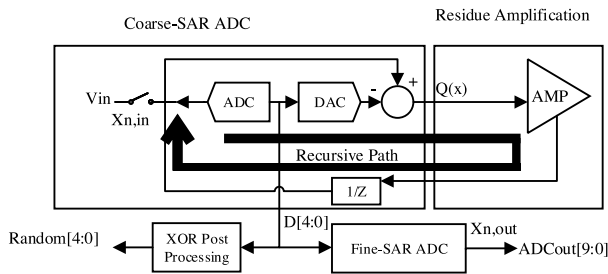 Coarse-SAR ADC
Residue Amplification
Vin
Xn,in
ADC
DAC
-
+
Q(x)
AMP
Recursive Path
1/Z
D[4:0]
Random[4:0]
XOR Post
Processing
Fine-SAR ADC
Xn,out
ADCout[9:0]